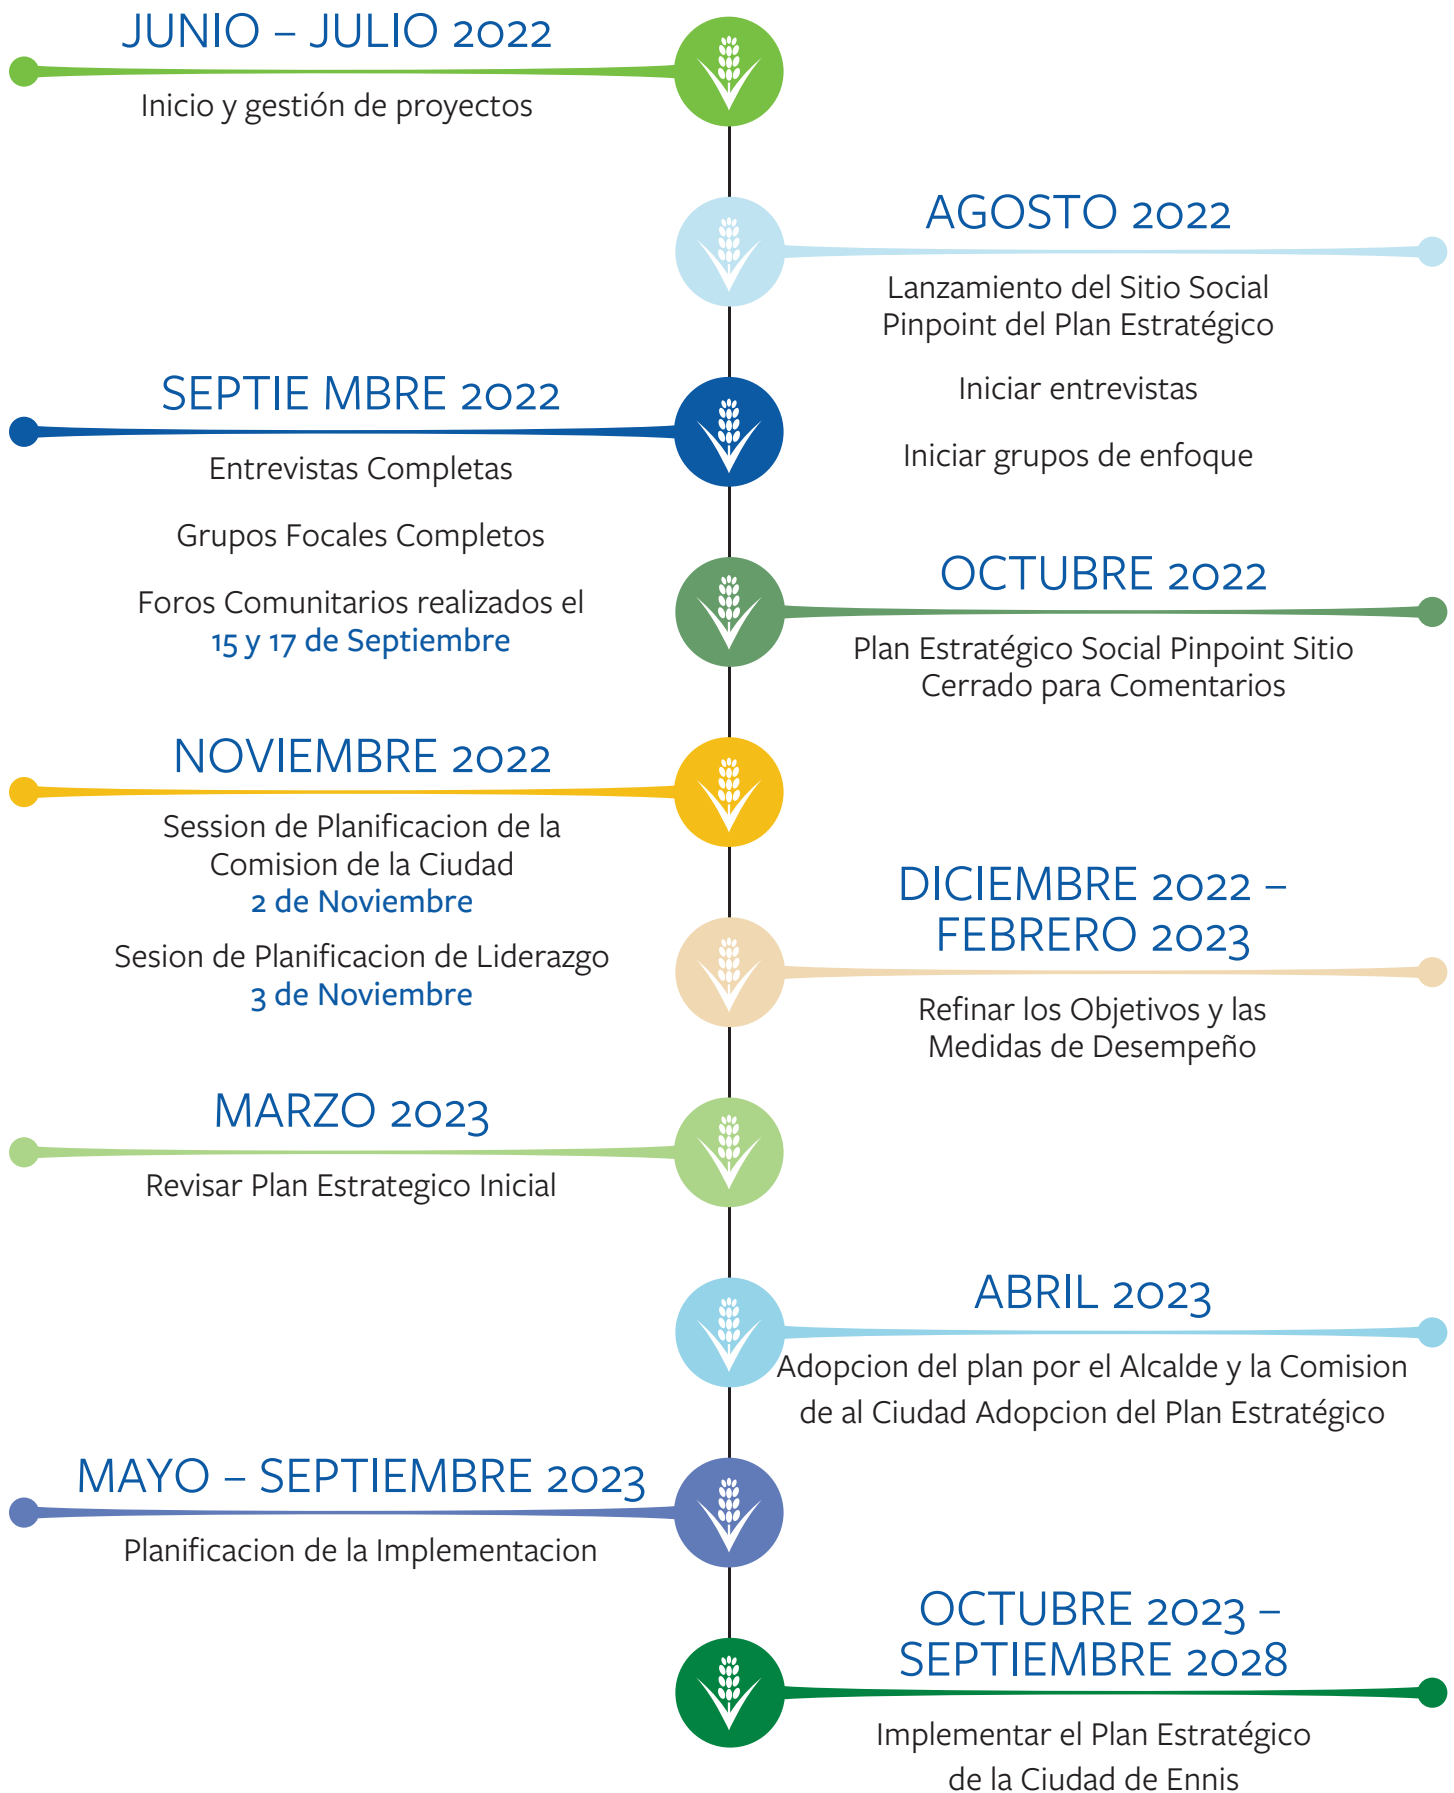 JUNIO – JULIO 2022
Inicio y gestión de proyectos
AGOSTO 2022
Lanzamiento del Sitio Social
Pinpoint del Plan Estratégico
Iniciar entrevistas
Iniciar grupos de enfoque
SEPTIE MBRE 2022
Entrevistas Completas
Grupos Focales Completos
Foros Comunitarios realizados el
15 y 17 de Septiembre
OCTUBRE 2022
Plan Estratégico Social Pinpoint Sitio
Cerrado para Comentarios
NOVIEMBRE 2022
Session de Planificacion de la
Comision de la Ciudad
2 de Noviembre
Sesion de Planificacion de Liderazgo
3 de Noviembre
DICIEMBRE 2022 –
FEBRERO 2023
Refinar los Objetivos y las
Medidas de Desempeño
MARZO 2023
Revisar Plan Estrategico Inicial
ABRIL 2023
Adopcion del plan por el Alcalde y la Comision
de al Ciudad Adopcion del Plan Estratégico
MAYO – SEPTIEMBRE 2023
Planificacion de la Implementacion
OCTUBRE 2023 –
SEPTIEMBRE 2028
Implementar el Plan Estratégico
de la Ciudad de Ennis